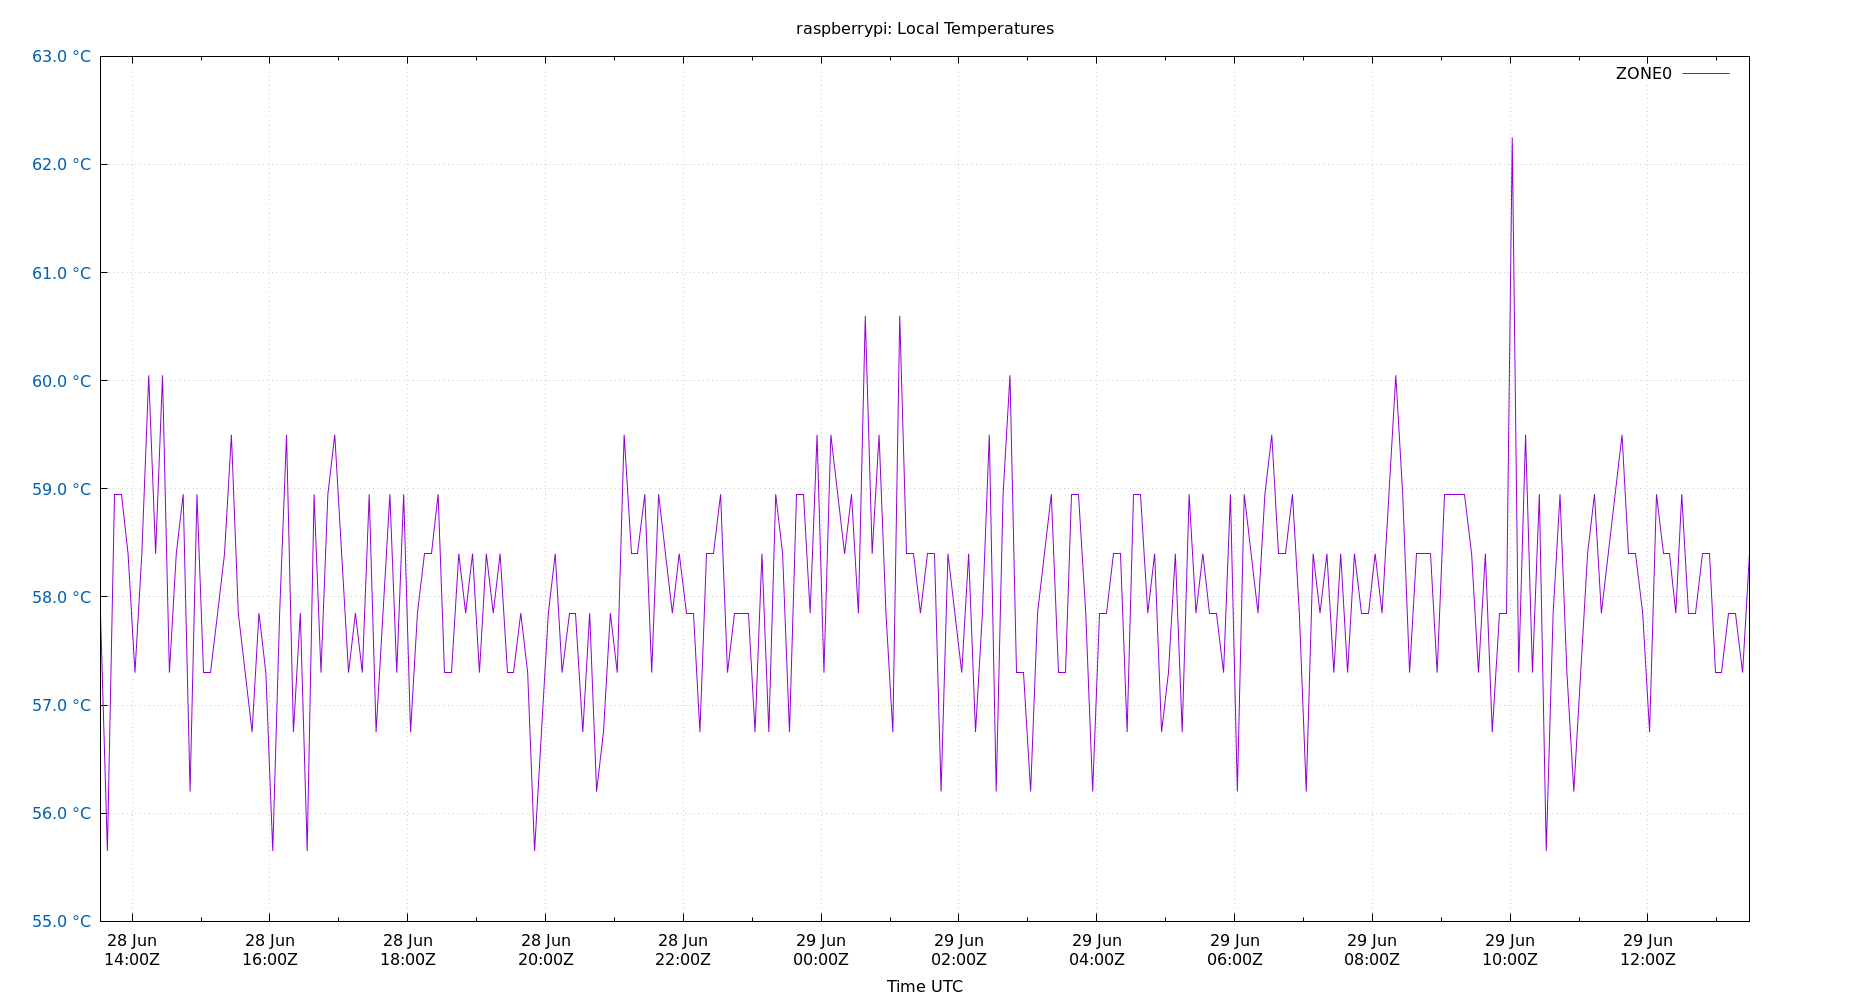 raspberrypi: Local Temperatures
63.0 °C
ZONE0
62.0 °C
61.0 °C
60.0 °C
59.0 °C
58.0 °C
57.0 °C
56.0 °C
55.0 °C
28 Jun 28 Jun 28 Jun 28 Jun 28 Jun 29 Jun 29 Jun 29 Jun 29 Jun 29 Jun 29 Jun 29 Jun
14:00Z 16:00Z 18:00Z 20:00Z 22:00Z 00:00Z 02:00Z 04:00Z 06:00Z 08:00Z 10:00Z 12:00Z
Time UTC